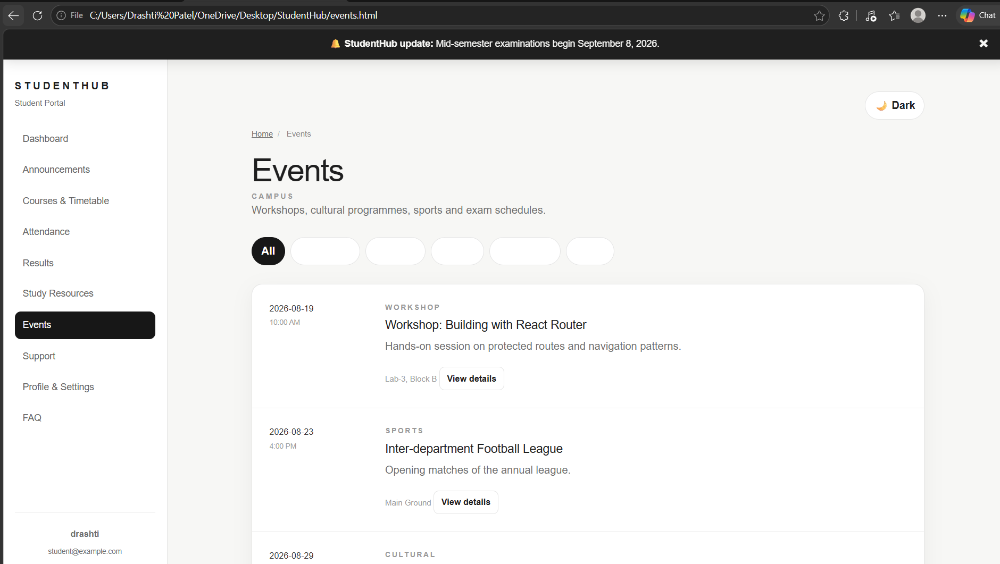 File C:/Users/Drashti%20Patel/OneDrive/Desktop/StudentHub/events.html
Chat
🔔 StudentHub update: Mid-semester examinations begin September 8, 2026.
✖
STUDENTHUB
Student Portal
Dashboard
Announcements
Courses & Timetable
Attendance
Results
Study Resources
Events
Support
Profile & Settings
FAQ
drashti
student@example.com
🌙 Dark
Home / Events
Events
CAMPUS
Workshops, cultural programmes, sports and exam schedules.
All
2026-08-19
10:00 AM
WORKSHOP
Workshop: Building with React Router
Hands-on session on protected routes and navigation patterns.
Lab-3, Block B View details
2026-08-23
4:00 PM
SPORTS
Inter-department Football League
Opening matches of the annual league.
Main Ground View details
2026-08-29
CULTURAL